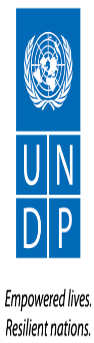 U N
D P
Empowered lives.
Resilient nations.